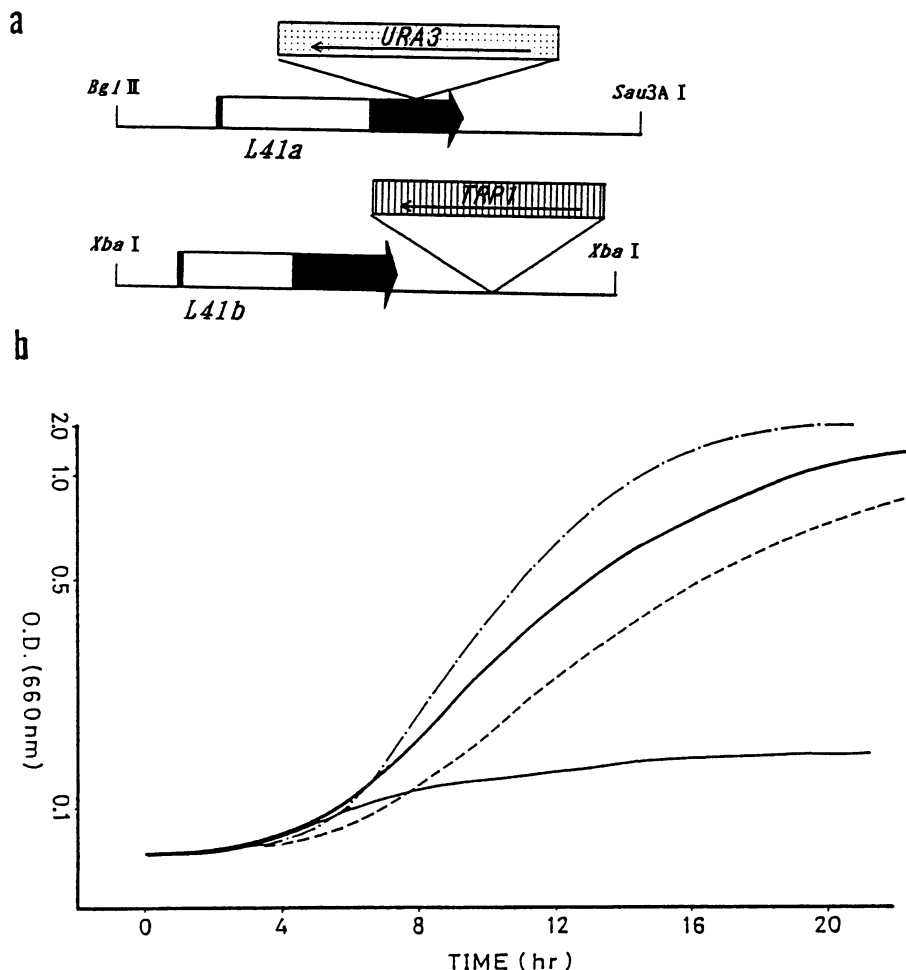 a
URA3
Bgl II
Sau3A I
L41a
TRP1
Xba I
Xba I
L41b
b
2.0
1.0
0.5
0.1
O.D. (660nm)
0
4
8
12
16
20
TIME (hr)